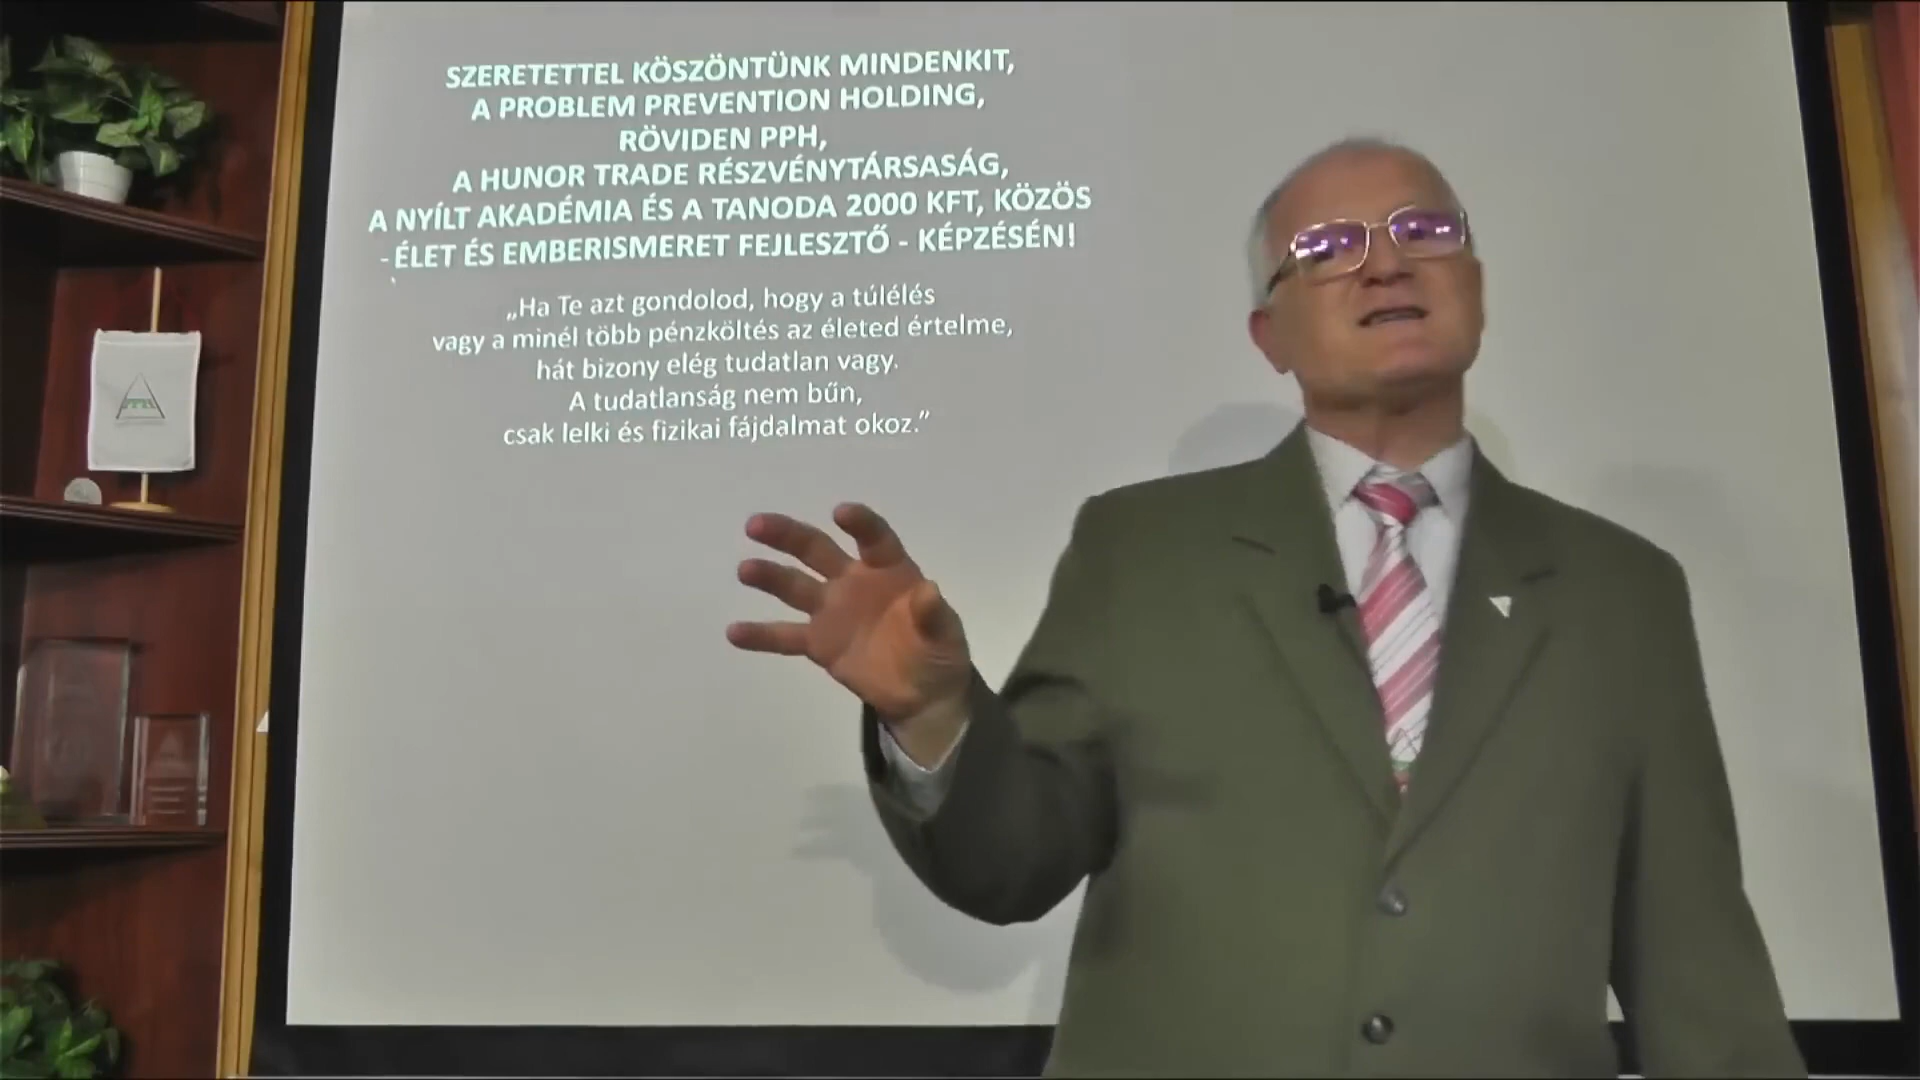 SZERETETTEL KÖSZÖNTÜNK MINDENKIT,
A PROBLEM PREVENTION HOLDING,
RÖVIDEN PPH,
A HUNOR TRADE RÉSZVÉNYTÁRSASÁG,
A NYÍLT AKADÉMIA ÉS A TANODA 2000 KFT, KÖZÖS
- ÉLET ÉS EMBERISMERET FEJLESZTŐ - KÉPZÉSÉN!
„Ha Te azt gondolod, hogy a túlélés
vagy a minél több pénzköltés az életed értelme,
hát bizony elég tudatlan vagy.
A tudatlanság nem bűn,
csak lelki és fizikai fájdalmat okoz.”